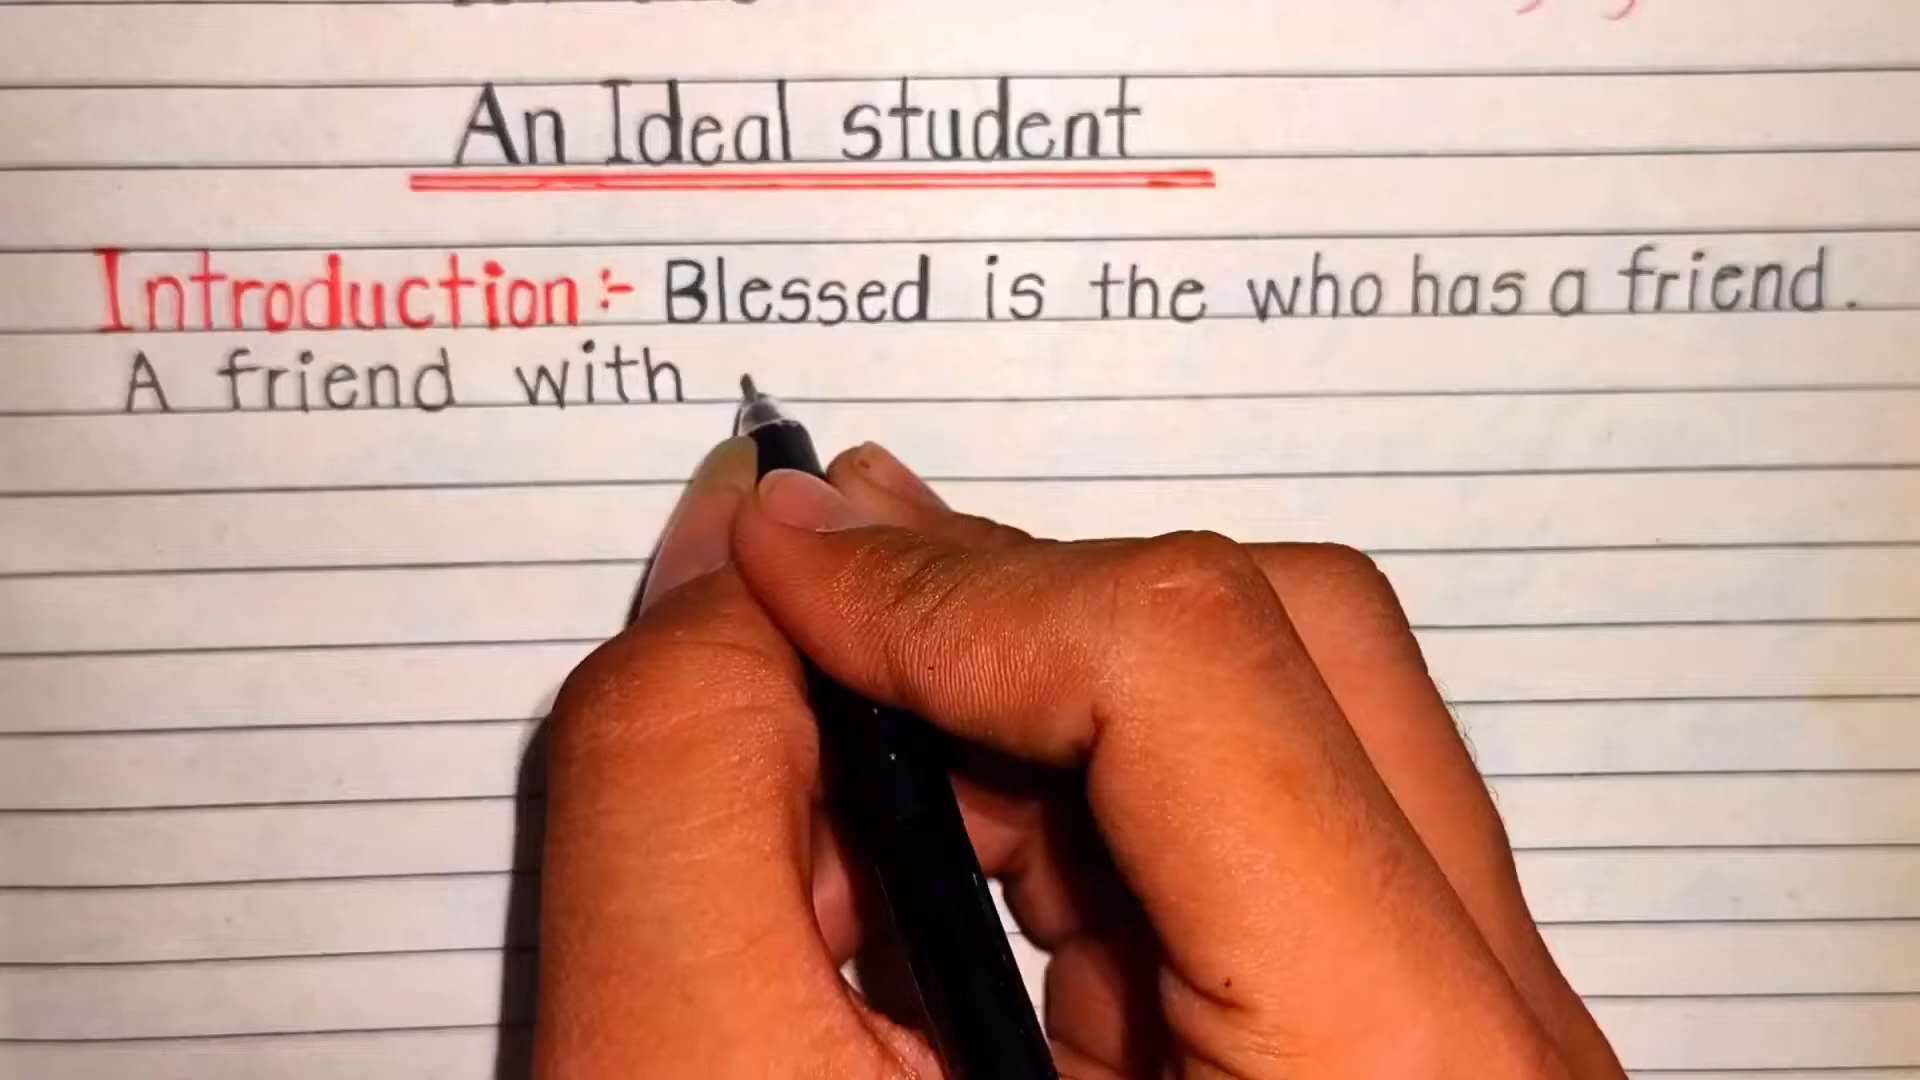 An Ideal student
Introduction :- Blessed is the who has a friend.
A friend with